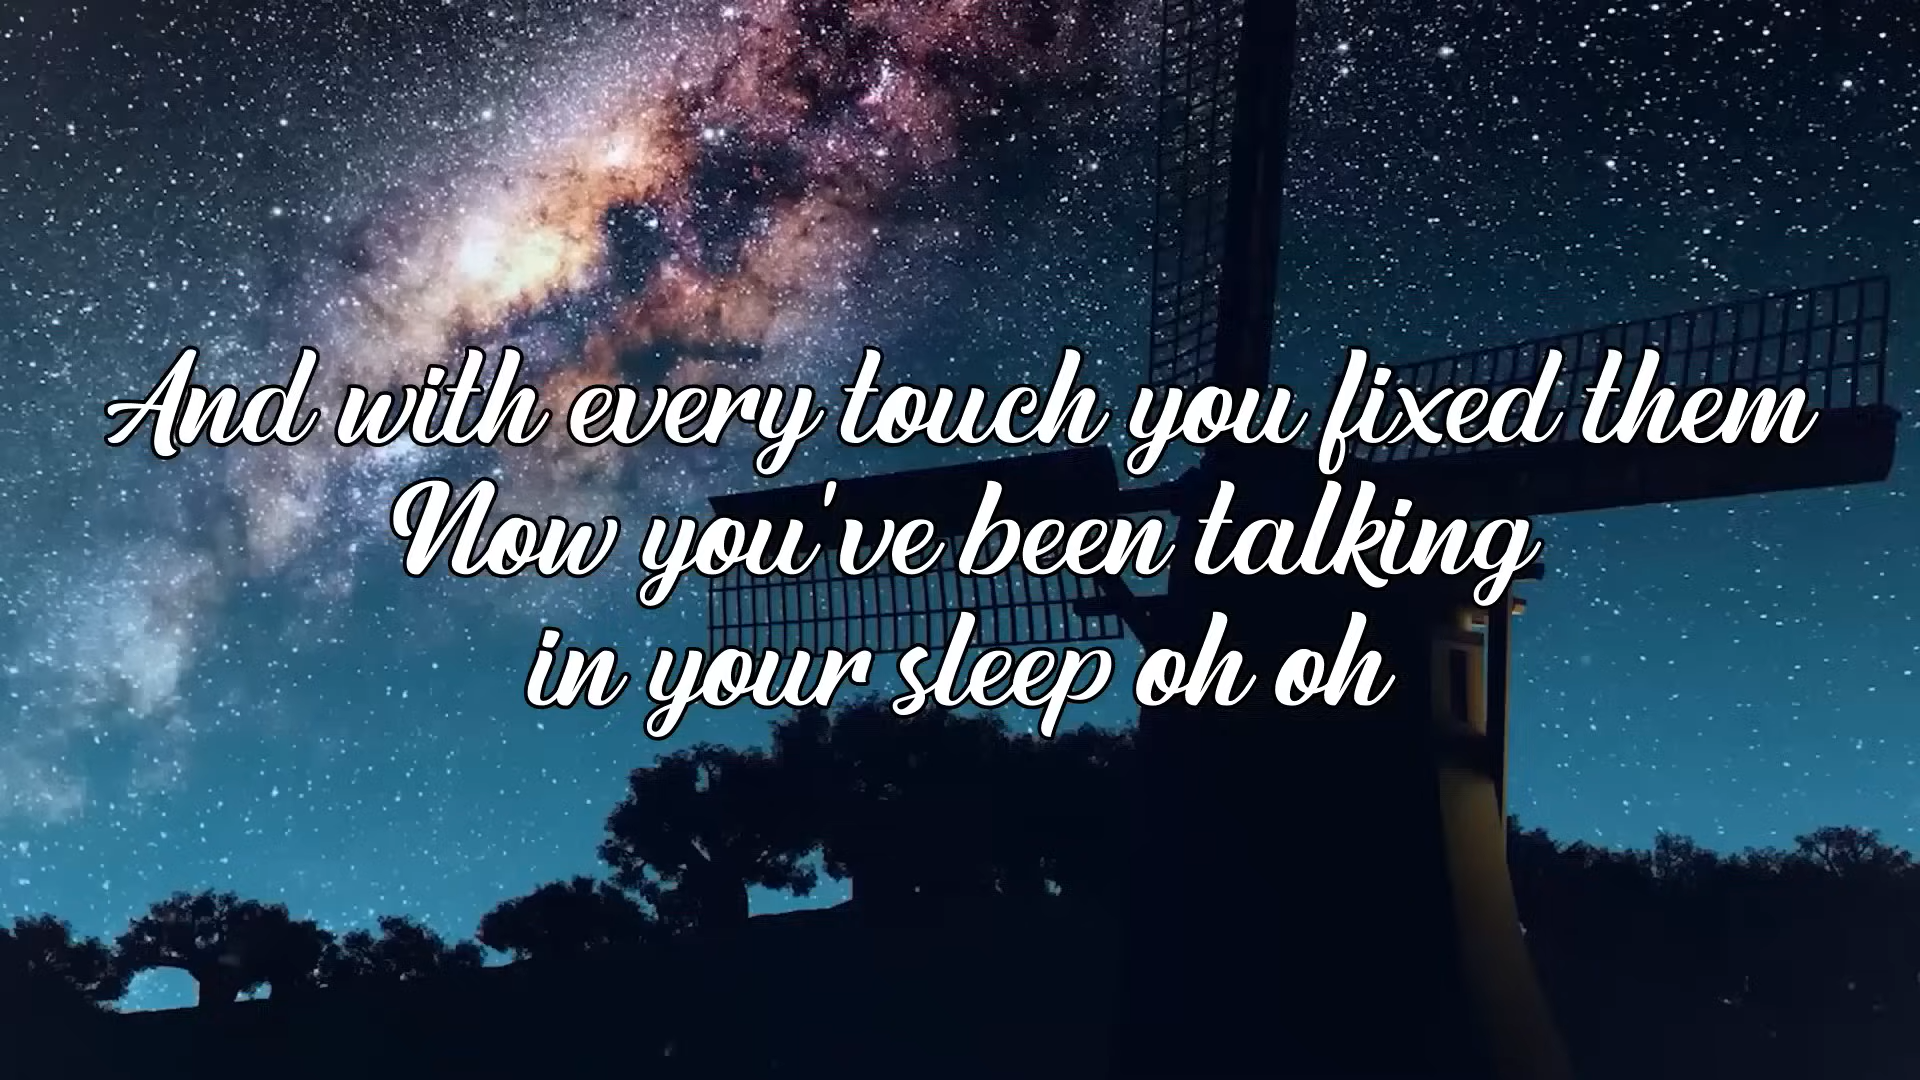 And with every touch you fixed them
Now you've been talking
in your sleep oh oh